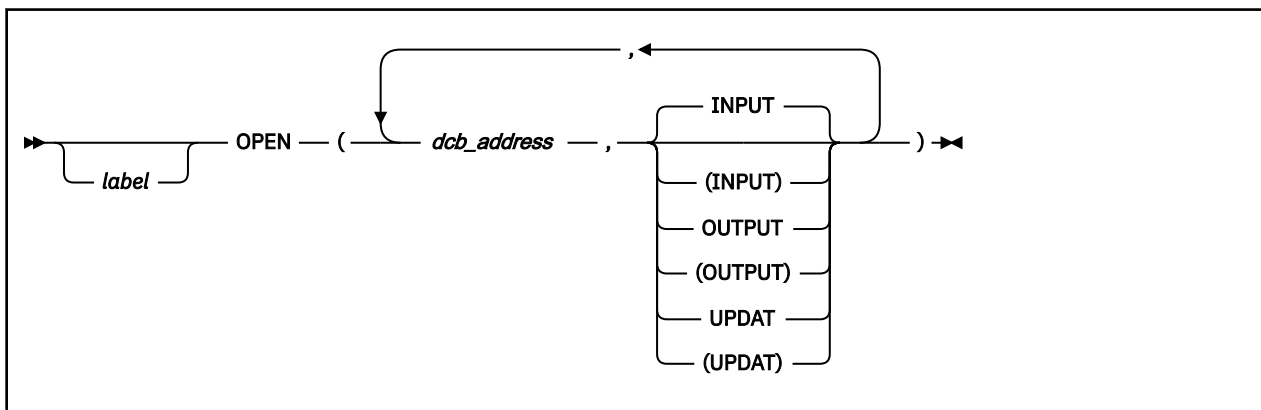 ,
INPUT
OPEN ( dcb_address , )
label (INPUT)
OUTPUT
(OUTPUT)
UPDAT
(UPDAT)